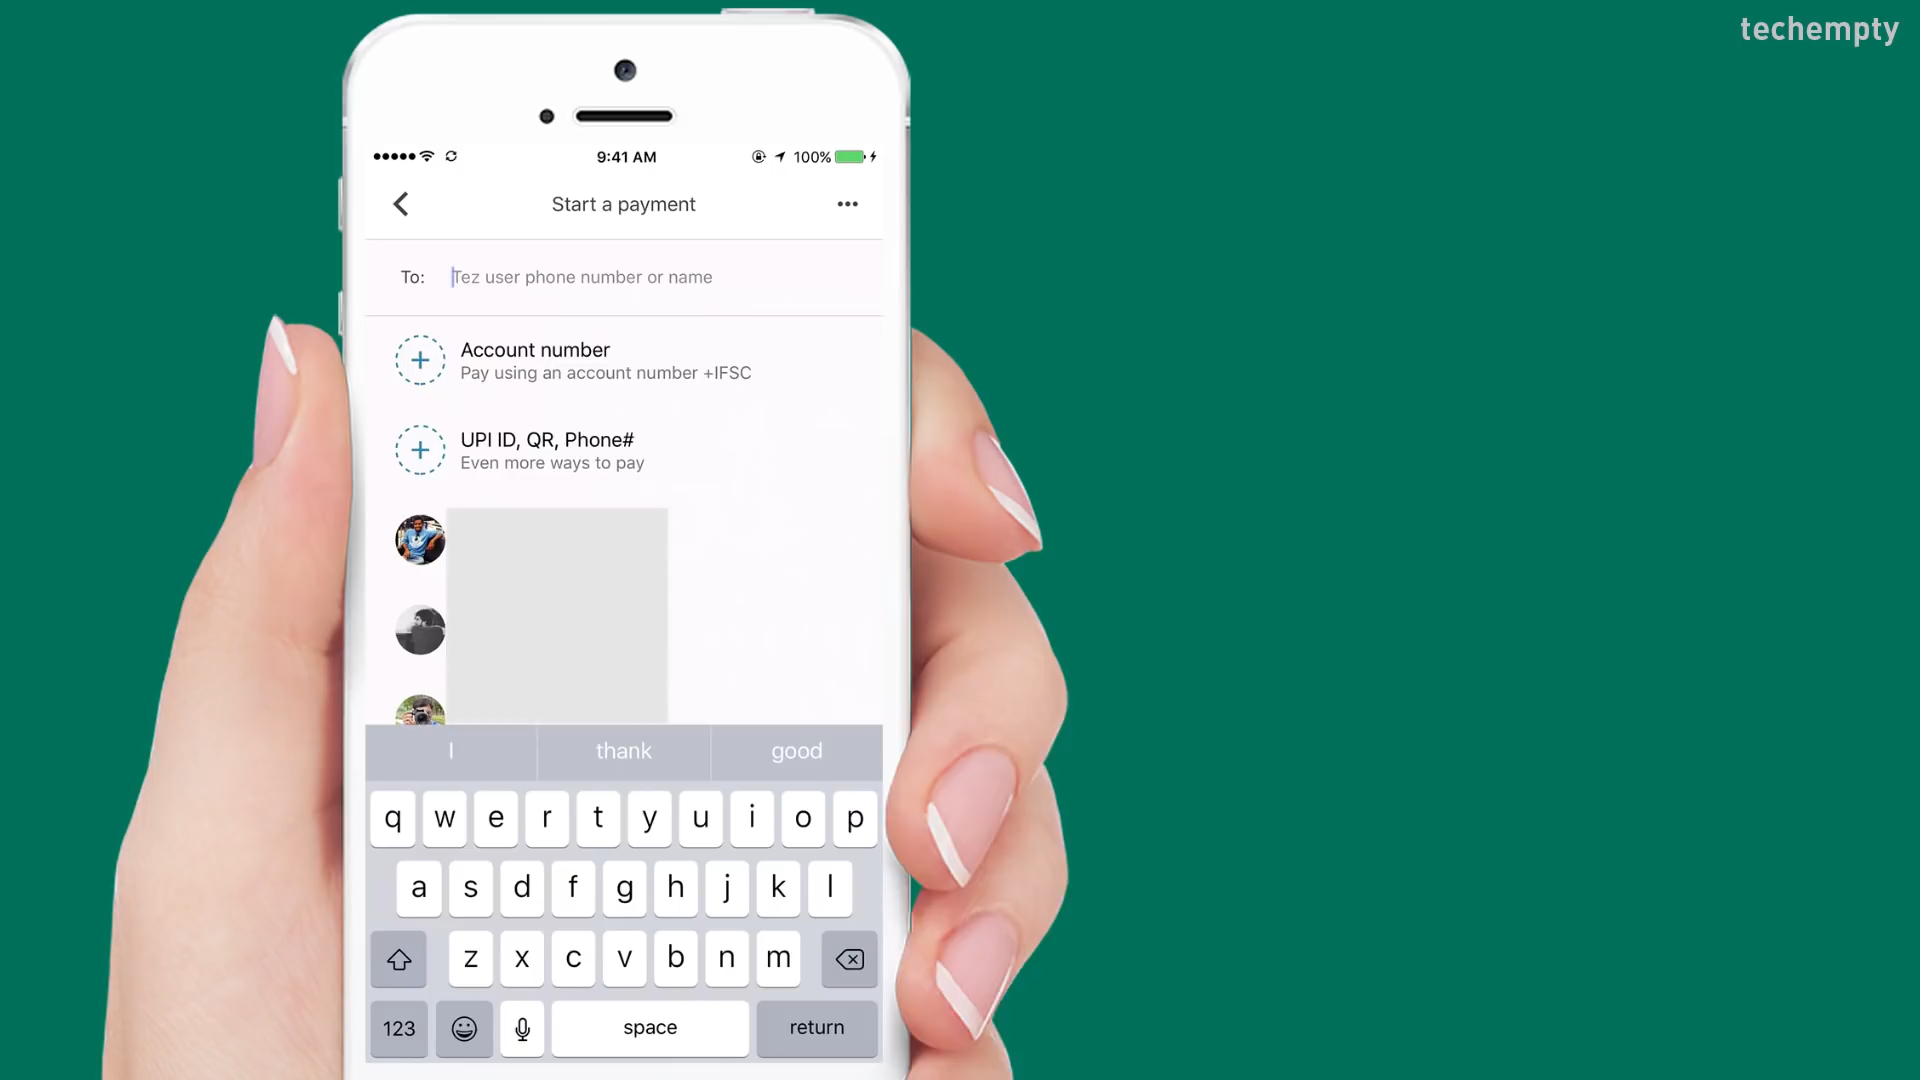 techempty
9:41 AM
100%
Start a payment
To: Tez user phone number or name
Account number
Pay using an account number +IFSC
UPI ID, QR, Phone#
Even more ways to pay
I thank good
q w e r t y u i o p
a s d f g h j k l
z x c v b n m
123 space return